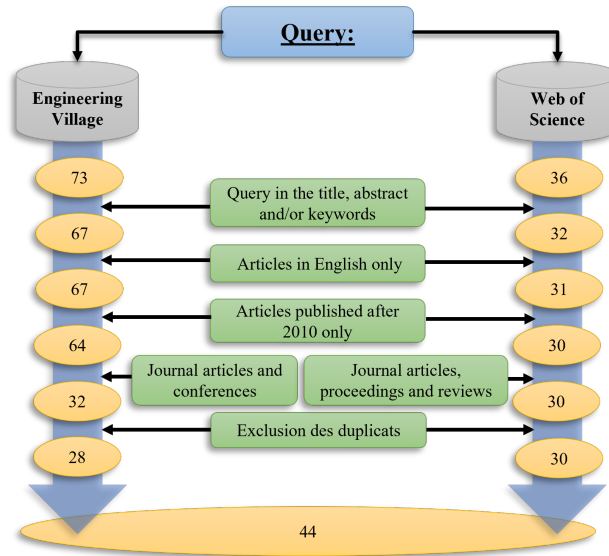 Query:
Engineering
Village
Web of
Science
73
36
Query in the title, abstract
and/or keywords
67
32
Articles in English only
67
31
Articles published after
2010 only
64
30
Journal articles and
conferences
Journal articles,
proceedings and reviews
32
30
Exclusion des duplicats
28
30
44